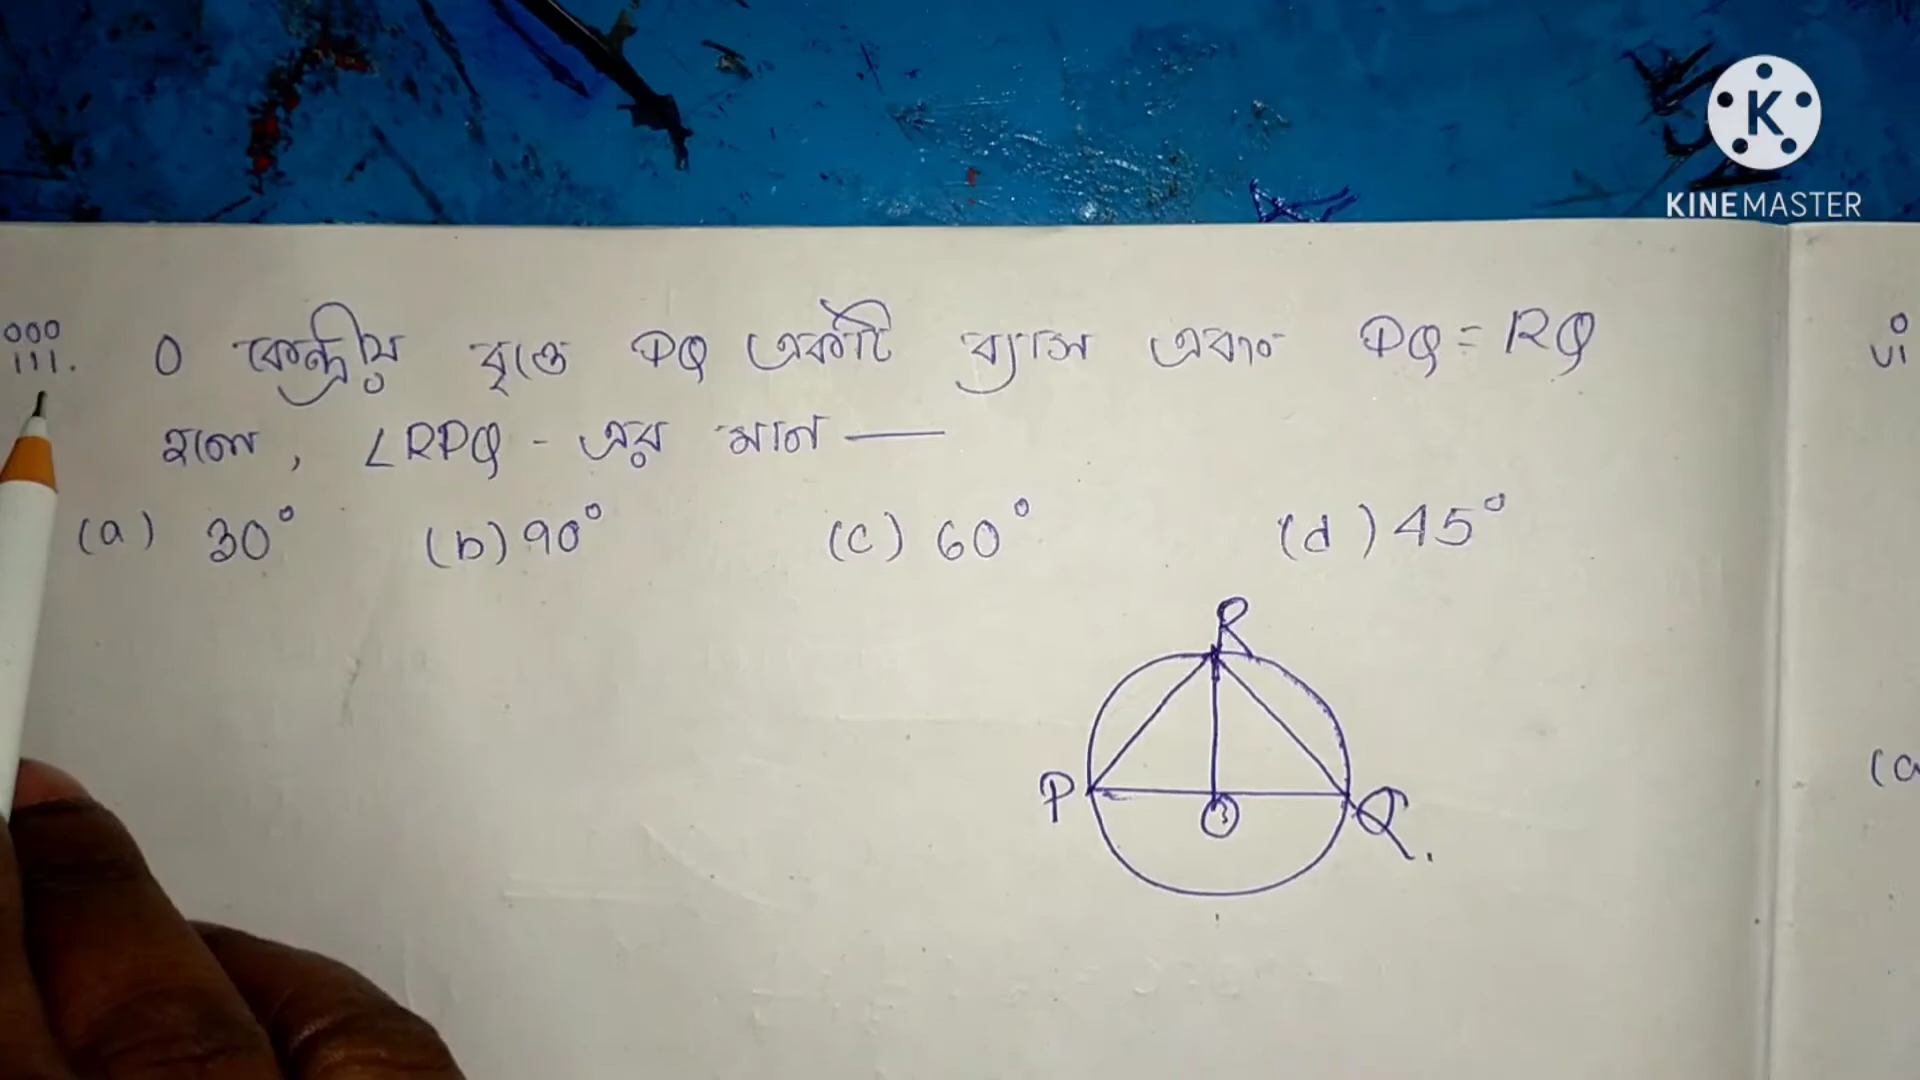 KINEMASTER
iii. O কেন্দ্রীয় বৃত্তে PQ একটি ব্যাস এবং PQ = RQ
হলে, ∠RPQ - এর মান —
(a) 30° (b) 90° (c) 60° (d) 45°
R
P O Q.
vi
(a